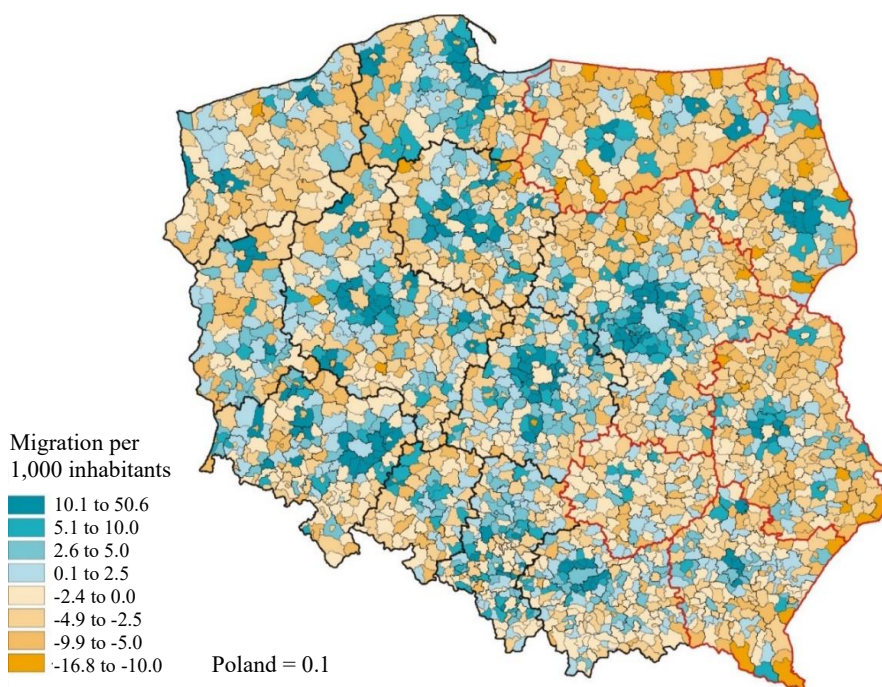 Migration per
1,000 inhabitants
10.1 to 50.6
5.1 to 10.0
2.6 to 5.0
0.1 to 2.5
-2.4 to 0.0
-4.9 to -2.5
-9.9 to -5.0
-16.8 to -10.0
Poland = 0.1